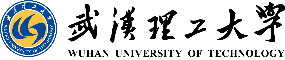 武漢理工大學
WUHAN UNIVERSITY OF TECHNOLOGY